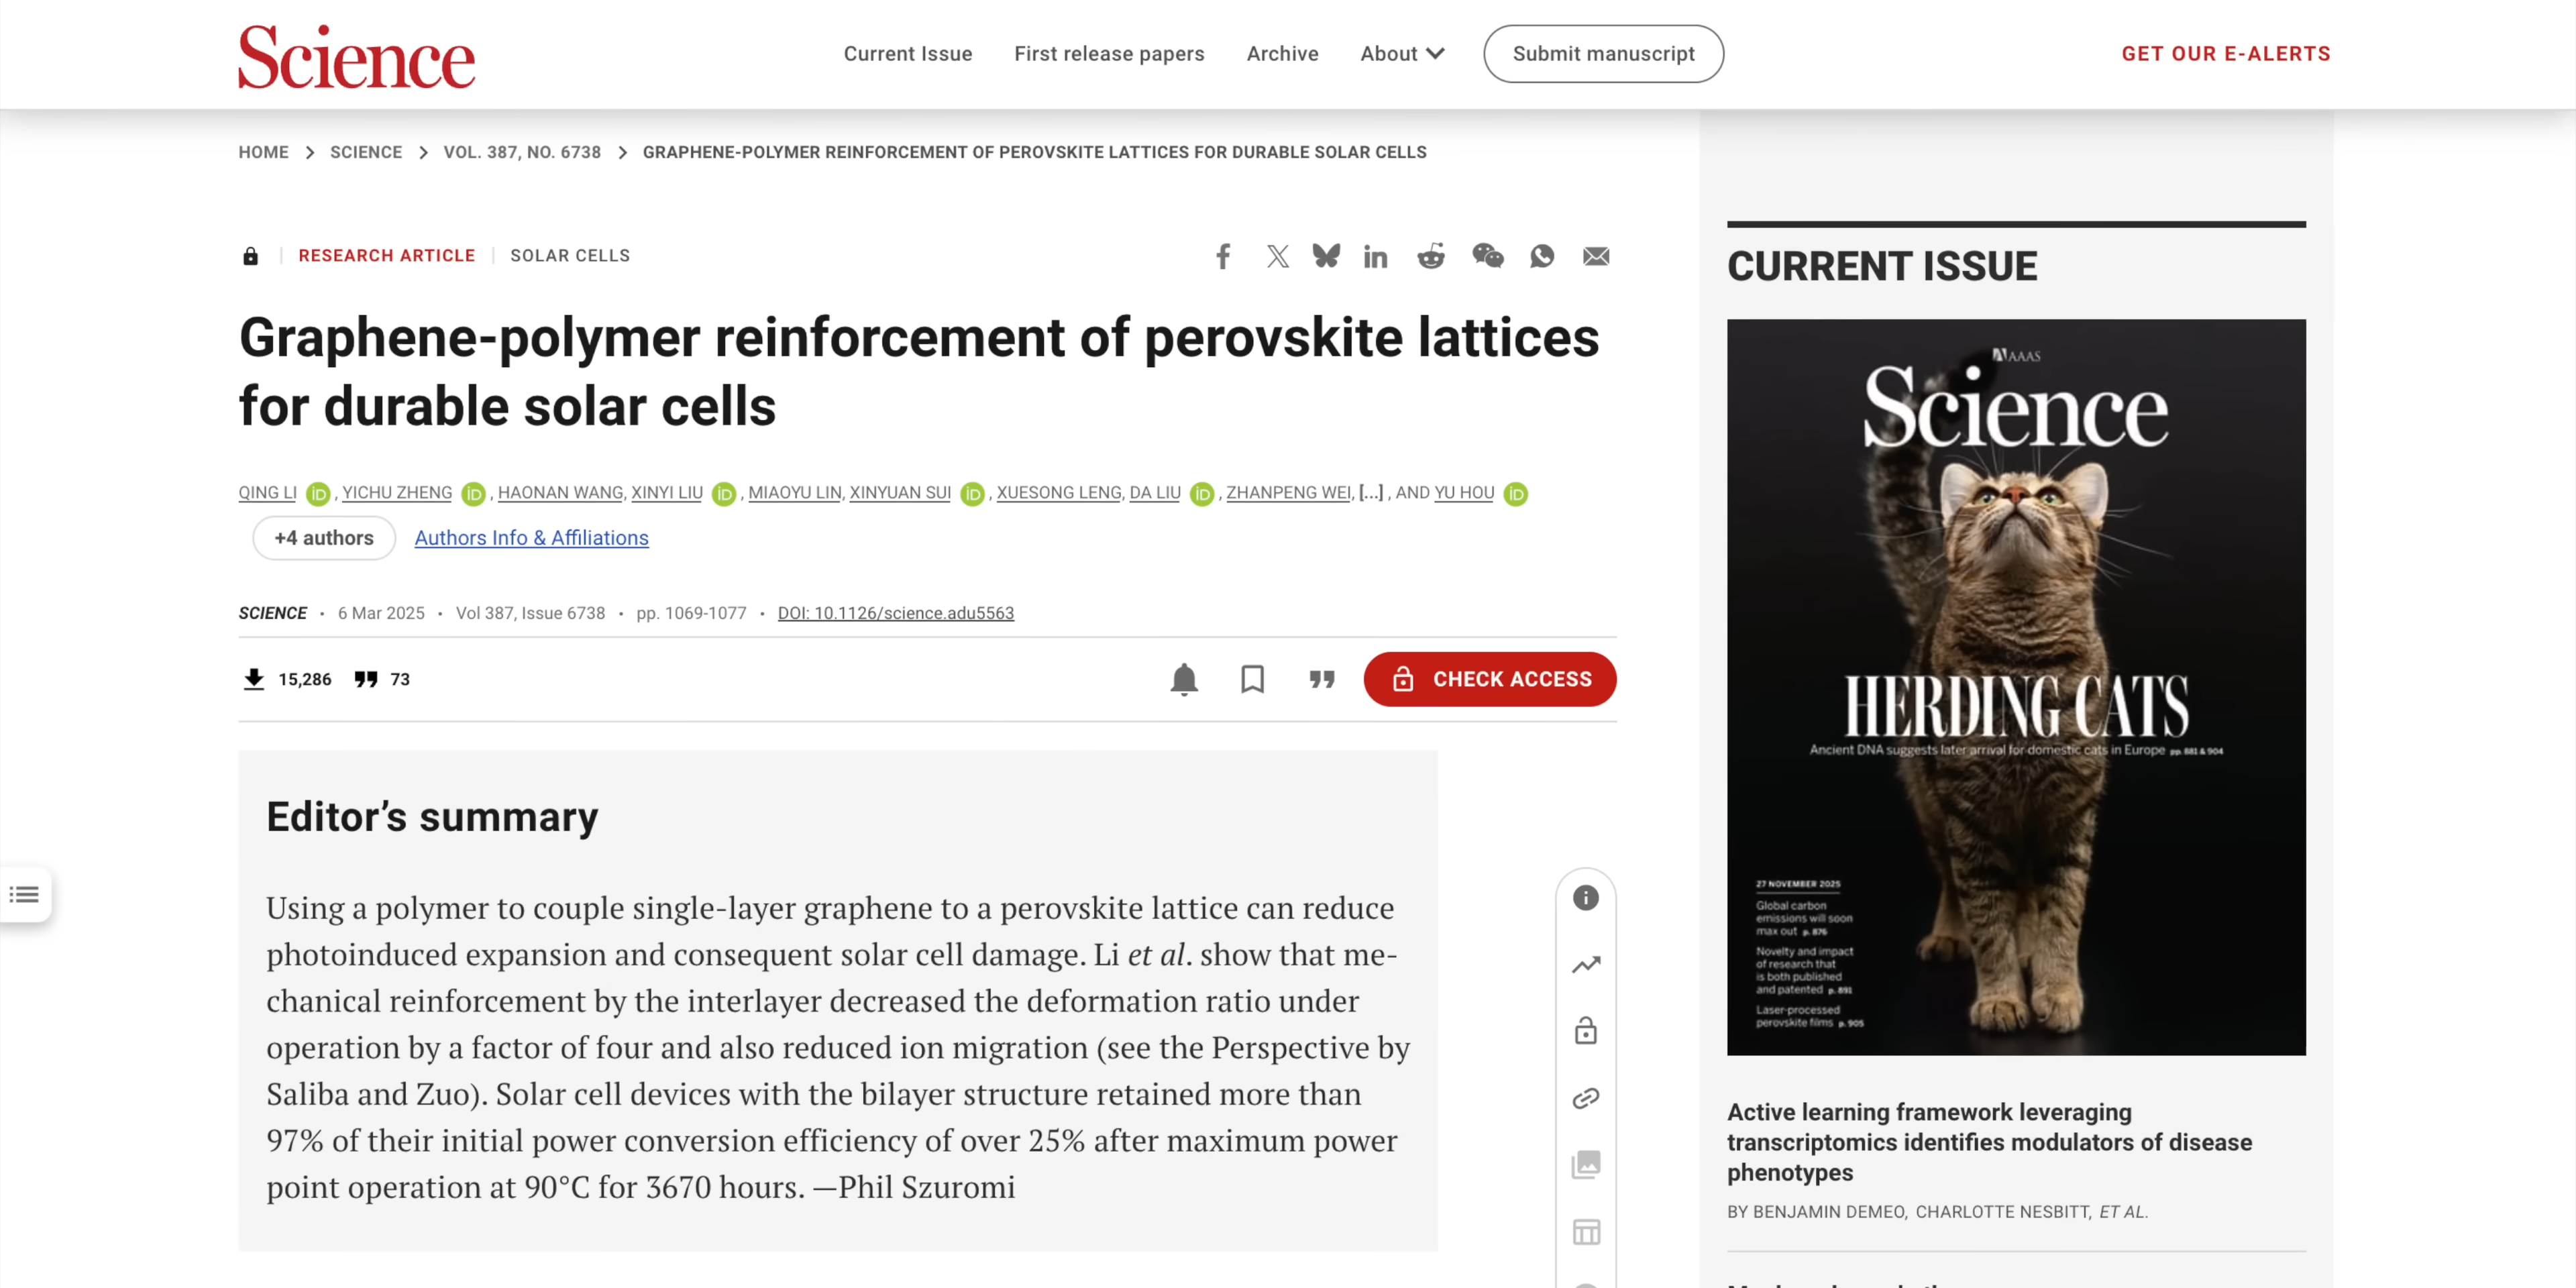 Science
Current Issue
First release papers
Archive
About
Submit manuscript
GET OUR E-ALERTS
HOME > SCIENCE > VOL. 387, NO. 6738 > GRAPHENE-POLYMER REINFORCEMENT OF PEROVSKITE LATTICES FOR DURABLE SOLAR CELLS
RESEARCH ARTICLE | SOLAR CELLS
Graphene-polymer reinforcement of perovskite lattices
for durable solar cells
QING LI iD, YICHU ZHENG iD, HAONAN WANG, XINYI LIU iD, MIAOYU LIN, XINYUAN SUI iD, XUESONG LENG, DA LIU iD, ZHANPENG WEI, [...], AND YU HOU iD
+4 authors Authors Info & Affiliations
SCIENCE • 6 Mar 2025 • Vol 387, Issue 6738 • pp. 1069-1077 • DOI: 10.1126/science.adu5563
15,286 73
CHECK ACCESS
Editor’s summary
Using a polymer to couple single-layer graphene to a perovskite lattice can reduce
photoinduced expansion and consequent solar cell damage. Li et al. show that me-
chanical reinforcement by the interlayer decreased the deformation ratio under
operation by a factor of four and also reduced ion migration (see the Perspective by
Saliba and Zuo). Solar cell devices with the bilayer structure retained more than
97% of their initial power conversion efficiency of over 25% after maximum power
point operation at 90°C for 3670 hours. —Phil Szuromi
CURRENT ISSUE
AAAS
Science
HERDING CATS
Ancient DNA suggests later arrival for domestic cats in Europe pp. 881 & 904
27 NOVEMBER 2025
Global carbon
emissions will soon
max out p. 876
Novelty and impact
of research that
is both published
and patented p. 891
Laser-processed
perovskite films p. 905
Active learning framework leveraging
transcriptomics identifies modulators of disease
phenotypes
BY BENJAMIN DEMEO, CHARLOTTE NESBITT, ET AL.